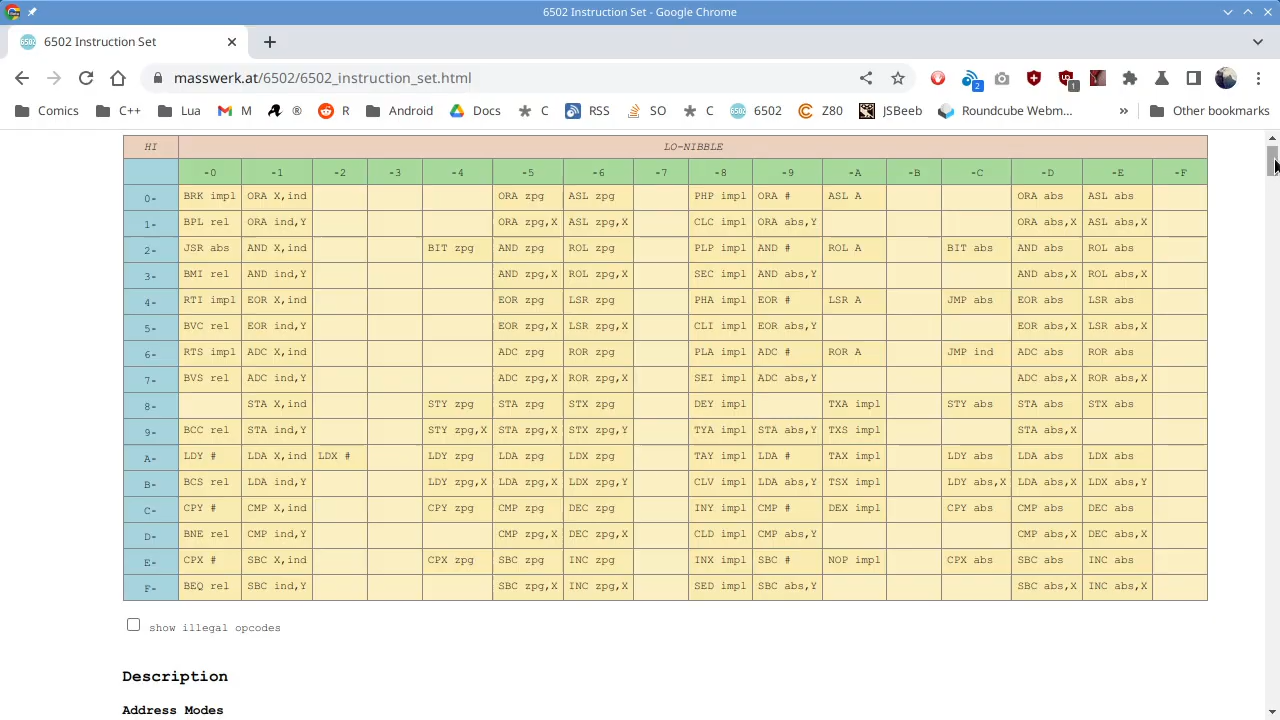 6502 Instruction Set - Google Chrome
6502 Instruction Set
masswerk.at/6502/6502_instruction_set.html
2 1
Comics C++ Lua M ® R Android Docs C RSS SO C 6502 Z80 JSBeeb Roundcube Webm... » Other bookmarks
HI LO-NIBBLE
-0 -1 -2 -3 -4 -5 -6 -7 -8 -9 -A -B -C -D -E -F
0- BRK impl ORA X,ind ORA zpg ASL zpg PHP impl ORA # ASL A ORA abs ASL abs
1- BPL rel ORA ind,Y ORA zpg,X ASL zpg,X CLC impl ORA abs,Y ORA abs,X ASL abs,X
2- JSR abs AND X,ind BIT zpg AND zpg ROL zpg PLP impl AND # ROL A BIT abs AND abs ROL abs
3- BMI rel AND ind,Y AND zpg,X ROL zpg,X SEC impl AND abs,Y AND abs,X ROL abs,X
4- RTI impl EOR X,ind EOR zpg LSR zpg PHA impl EOR # LSR A JMP abs EOR abs LSR abs
5- BVC rel EOR ind,Y EOR zpg,X LSR zpg,X CLI impl EOR abs,Y EOR abs,X LSR abs,X
6- RTS impl ADC X,ind ADC zpg ROR zpg PLA impl ADC # ROR A JMP ind ADC abs ROR abs
7- BVS rel ADC ind,Y ADC zpg,X ROR zpg,X SEI impl ADC abs,Y ADC abs,X ROR abs,X
8- STA X,ind STY zpg STA zpg STX zpg DEY impl TXA impl STY abs STA abs STX abs
9- BCC rel STA ind,Y STY zpg,X STA zpg,X STX zpg,Y TYA impl STA abs,Y TXS impl STA abs,X
A- LDY # LDA X,ind LDX # LDY zpg LDA zpg LDX zpg TAY impl LDA # TAX impl LDY abs LDA abs LDX abs
B- BCS rel LDA ind,Y LDY zpg,X LDA zpg,X LDX zpg,Y CLV impl LDA abs,Y TSX impl LDY abs,X LDA abs,X LDX abs,Y
C- CPY # CMP X,ind CPY zpg CMP zpg DEC zpg INY impl CMP # DEX impl CPY abs CMP abs DEC abs
D- BNE rel CMP ind,Y CMP zpg,X DEC zpg,X CLD impl CMP abs,Y CMP abs,X DEC abs,X
E- CPX # SBC X,ind CPX zpg SBC zpg INC zpg INX impl SBC # NOP impl CPX abs SBC abs INC abs
F- BEQ rel SBC ind,Y SBC zpg,X INC zpg,X SED impl SBC abs,Y SBC abs,X INC abs,X
show illegal opcodes
Description
Address Modes